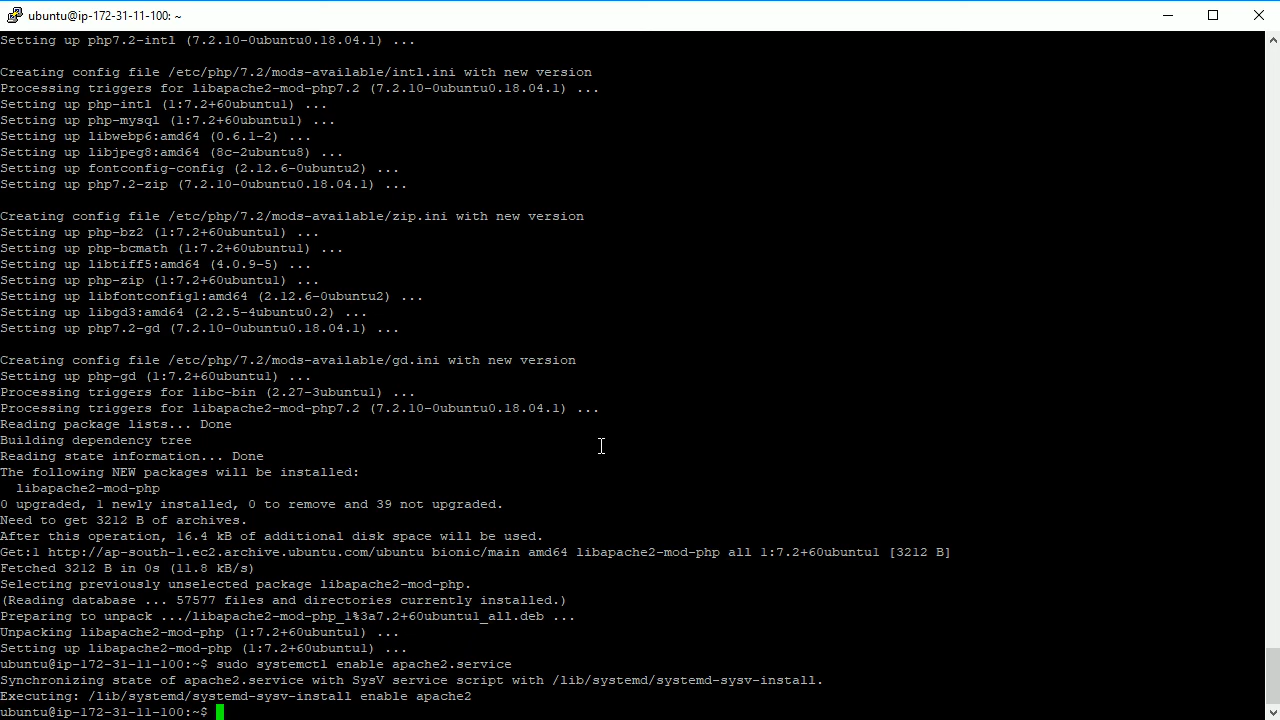 ubuntu@ip-172-31-11-100: ~
Setting up php7.2-intl (7.2.10-0ubuntu0.18.04.1) ...
Creating config file /etc/php/7.2/mods-available/intl.ini with new version
Processing triggers for libapache2-mod-php7.2 (7.2.10-0ubuntu0.18.04.1) ...
Setting up php-intl (1:7.2+60ubuntu1) ...
Setting up php-mysql (1:7.2+60ubuntu1) ...
Setting up libwebp6:amd64 (0.6.1-2) ...
Setting up libjpeg8:amd64 (8c-2ubuntu8) ...
Setting up fontconfig-config (2.12.6-0ubuntu2) ...
Setting up php7.2-zip (7.2.10-0ubuntu0.18.04.1) ...
Creating config file /etc/php/7.2/mods-available/zip.ini with new version
Setting up php-bz2 (1:7.2+60ubuntu1) ...
Setting up php-bcmath (1:7.2+60ubuntu1) ...
Setting up libtiff5:amd64 (4.0.9-5) ...
Setting up php-zip (1:7.2+60ubuntu1) ...
Setting up libfontconfig1:amd64 (2.12.6-0ubuntu2) ...
Setting up libgd3:amd64 (2.2.5-4ubuntu0.2) ...
Setting up php7.2-gd (7.2.10-0ubuntu0.18.04.1) ...
Creating config file /etc/php/7.2/mods-available/gd.ini with new version
Setting up php-gd (1:7.2+60ubuntu1) ...
Processing triggers for libc-bin (2.27-3ubuntu1) ...
Processing triggers for libapache2-mod-php7.2 (7.2.10-0ubuntu0.18.04.1) ...
Reading package lists... Done
Building dependency tree
Reading state information... Done
The following NEW packages will be installed:
  libapache2-mod-php
0 upgraded, 1 newly installed, 0 to remove and 39 not upgraded.
Need to get 3212 B of archives.
After this operation, 16.4 kB of additional disk space will be used.
Get:1 http://ap-south-1.ec2.archive.ubuntu.com/ubuntu bionic/main amd64 libapache2-mod-php all 1:7.2+60ubuntu1 [3212 B]
Fetched 3212 B in 0s (11.8 kB/s)
Selecting previously unselected package libapache2-mod-php.
(Reading database ... 57577 files and directories currently installed.)
Preparing to unpack .../libapache2-mod-php_1%3a7.2+60ubuntu1_all.deb ...
Unpacking libapache2-mod-php (1:7.2+60ubuntu1) ...
Setting up libapache2-mod-php (1:7.2+60ubuntu1) ...
ubuntu@ip-172-31-11-100:~$ sudo systemctl enable apache2.service
Synchronizing state of apache2.service with SysV service script with /lib/systemd/systemd-sysv-install.
Executing: /lib/systemd/systemd-sysv-install enable apache2
ubuntu@ip-172-31-11-100:~$